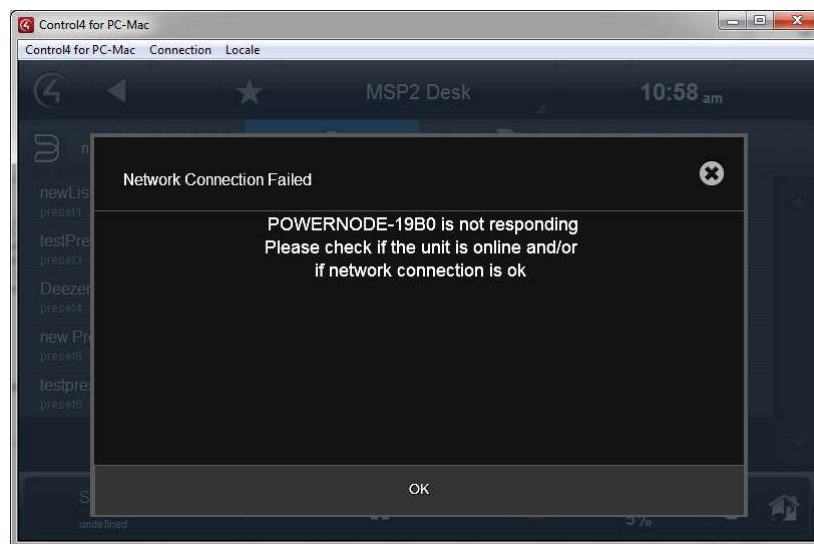 Control4 for PC-Mac
Control4 for PC-Mac Connection Locale
MSP2 Desk
10:58 am
Network Connection Failed
newLis
preset1
POWERNODE-19B0 is not responding
Please check if the unit is online and/or
if network connection is ok
testPre
preset3
Deezer
preset4
new Pr
preset8
testpre
preset6
OK
S
undefined
5%